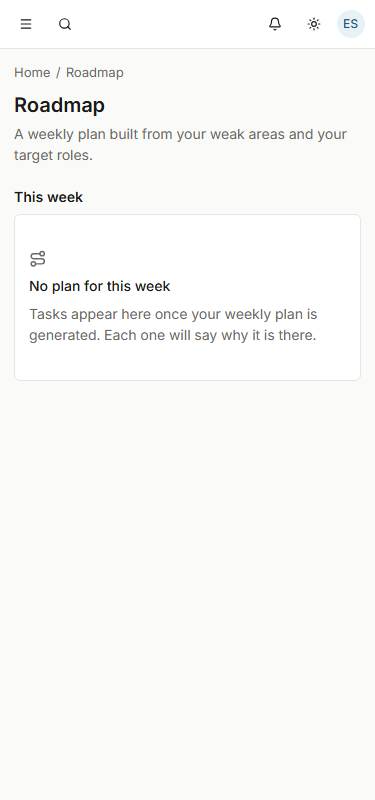 ES
Home / Roadmap
Roadmap
A weekly plan built from your weak areas and your
target roles.
This week
No plan for this week
Tasks appear here once your weekly plan is
generated. Each one will say why it is there.